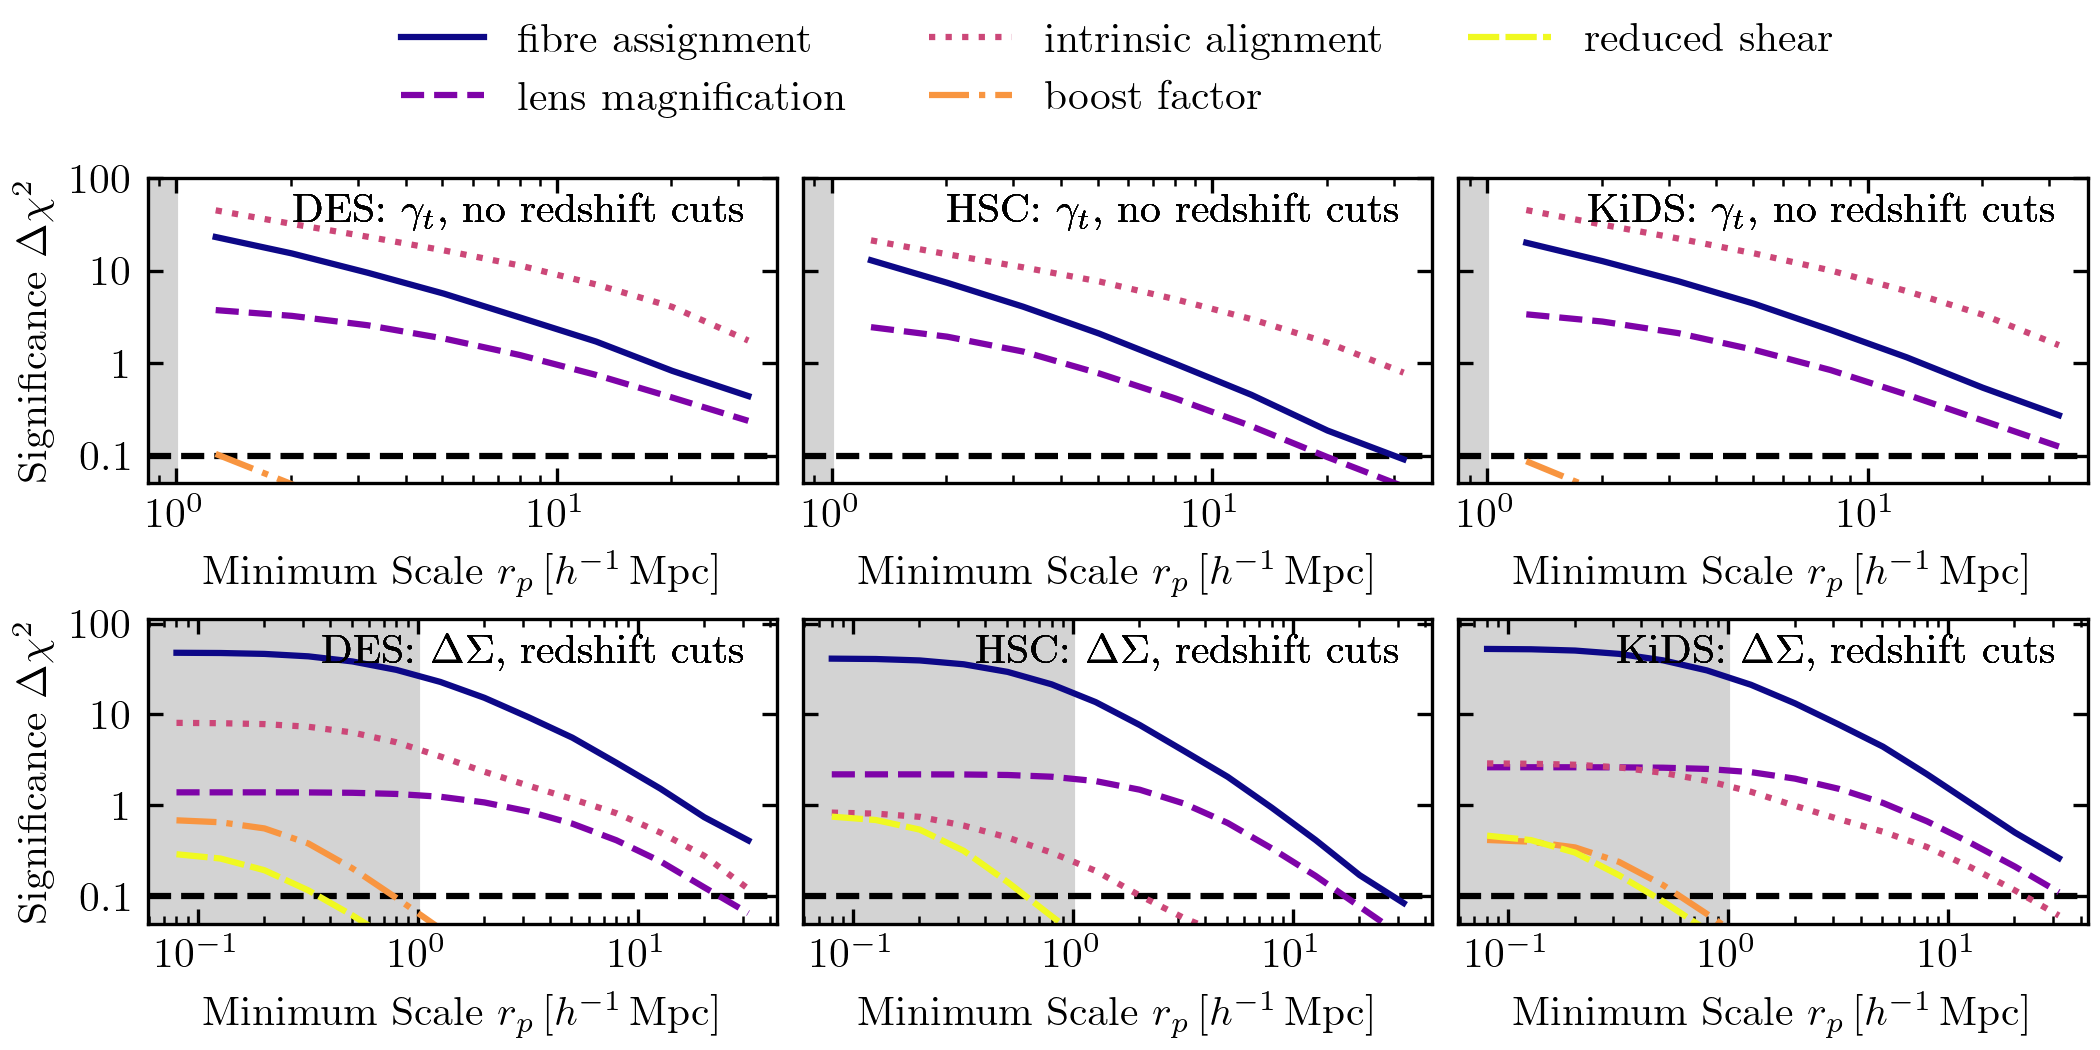 fibre assignment
lens magnification
intrinsic alignment
boost factor
reduced shear
Significance Δχ²
100
10
1
0.1
DES: γₜ, no redshift cuts
10⁰ 10¹
Minimum Scale rₚ [h⁻¹ Mpc]
HSC: γₜ, no redshift cuts
10⁰ 10¹
Minimum Scale rₚ [h⁻¹ Mpc]
KiDS: γₜ, no redshift cuts
10⁰ 10¹
Minimum Scale rₚ [h⁻¹ Mpc]
Significance Δχ²
100
10
1
0.1
DES: ΔΣ, redshift cuts
10⁻¹ 10⁰ 10¹
Minimum Scale rₚ [h⁻¹ Mpc]
HSC: ΔΣ, redshift cuts
10⁻¹ 10⁰ 10¹
Minimum Scale rₚ [h⁻¹ Mpc]
KiDS: ΔΣ, redshift cuts
10⁻¹ 10⁰ 10¹
Minimum Scale rₚ [h⁻¹ Mpc]